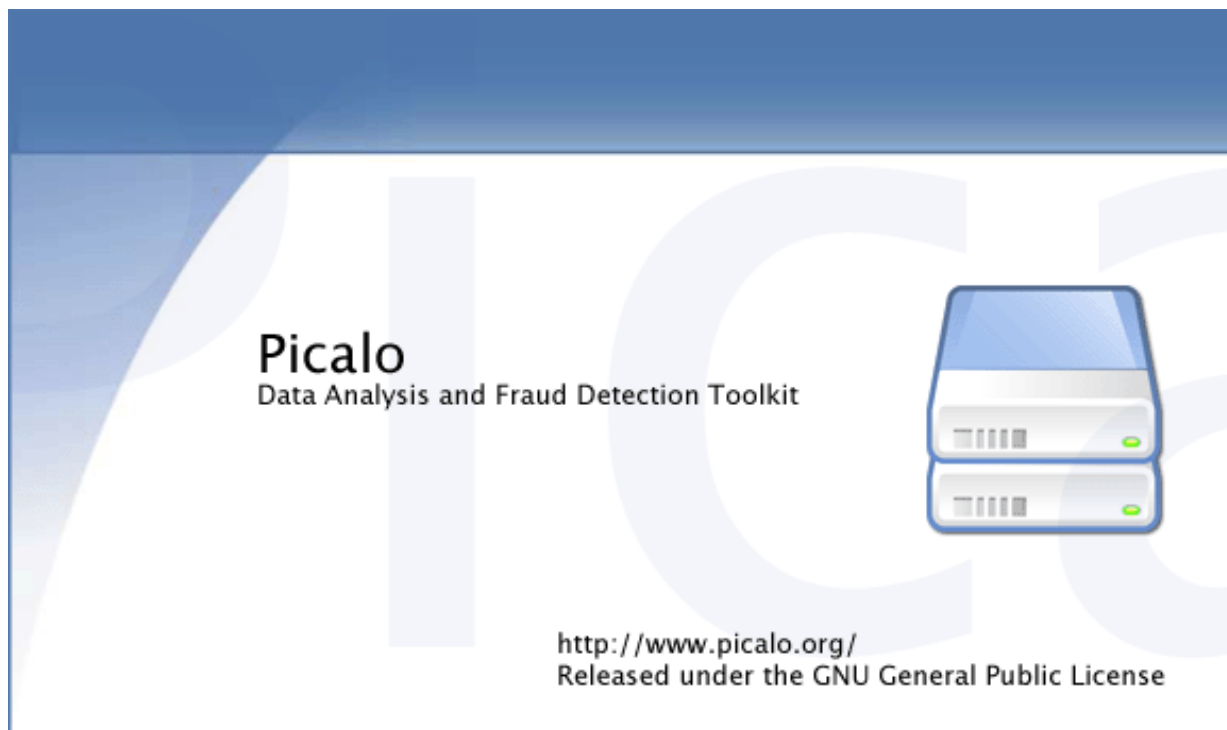 Picalo
Data Analysis and Fraud Detection Toolkit
http://www.picalo.org/
Released under the GNU General Public License